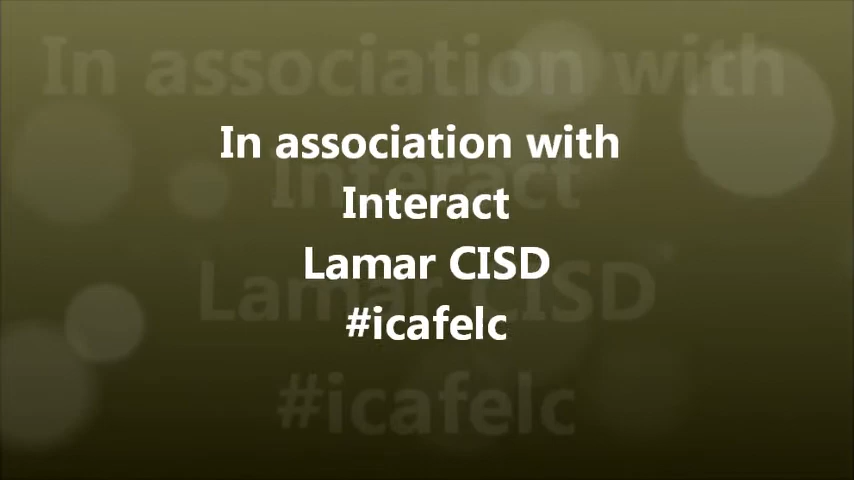 In association with
Interact
Lamar CISD
#icafelc